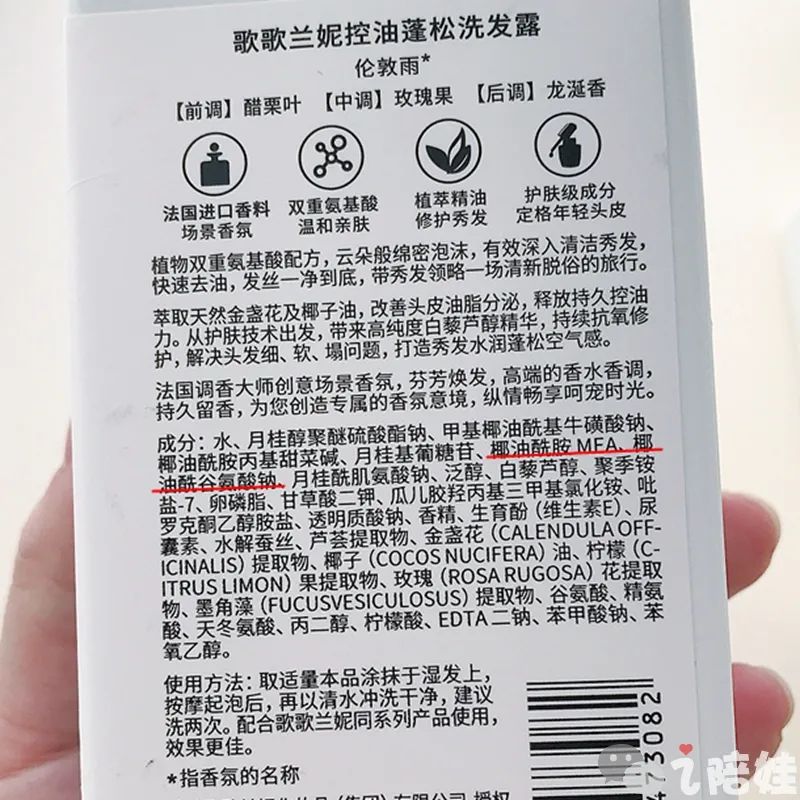 歌歌兰妮控油蓬松洗发露
伦敦雨*
【前调】醋栗叶 【中调】玫瑰果 【后调】龙涎香
法国进口香料
场景香氛
双重氨基酸
温和亲肤
植萃精油
修护秀发
护肤级成分
定格年轻头皮
植物双重氨基酸配方，云朵般绵密泡沫，有效深入清洁秀发，
快速去油，发丝一净到底，带秀发领略一场清新脱俗的旅行。
萃取天然金盏花及椰子油，改善头皮油脂分泌，释放持久控油
力。从护肤技术出发，带来高纯度白藜芦醇精华，持续抗氧修
护，解决头发细、软、塌问题，打造秀发水润蓬松空气感。
法国调香大师创意场景香氛，芬芳焕发，高端的香水香调，
持久留香，为您创造专属的香氛意境，纵情畅享呵宠时光。
成分：水、月桂醇聚醚硫酸酯钠、甲基椰油酰基牛磺酸钠、
椰油酰胺丙基甜菜碱、月桂基葡糖苷、椰油酰胺 MEA、椰
油酰谷氨酸钠、月桂酰肌氨酸钠、泛醇、白藜芦醇、聚季铵
盐-7、卵磷脂、甘草酸二钾、瓜儿胶羟丙基三甲基氯化铵、吡
罗克酮乙醇胺盐、透明质酸钠、香精、生育酚（维生素E）、尿
囊素、水解蚕丝、芦荟提取物、金盏花（CALENDULA OFF-
ICINALIS）提取物、椰子（COCOS NUCIFERA）油、柠檬（C-
ITRUS LIMON）果提取物、玫瑰（ROSA RUGOSA）花提取
物、墨角藻（FUCUSVESICULOSUS）提取物、谷氨酸、精氨
酸、天冬氨酸、丙二醇、柠檬酸、EDTA 二钠、苯甲酸钠、苯
氧乙醇。
使用方法：取适量本品涂抹于湿发上，
按摩起泡后，再以清水冲洗干净，建议
洗两次。配合歌歌兰妮同系列产品使用，
效果更佳。
*指香氛的名称
473082
陪娃